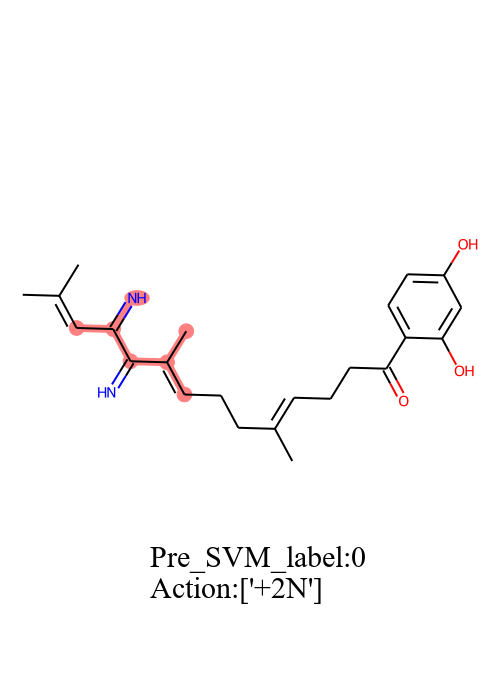 OH
NH
HN
OH
O
Pre_SVM_label:0
Action:['+2N']